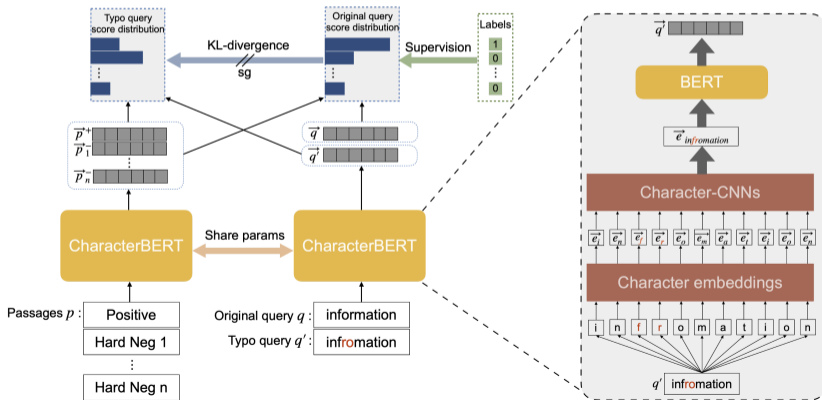 Typo query
score distribution
Original query
score distribution
Labels
1
0
⋮
0
KL-divergence
sg
Supervision
⋮
⋮
p⃗⁺
p⃗₁⁻
⋮
p⃗ₙ⁻
q⃗
q⃗'
CharacterBERT
Share params
CharacterBERT
Passages p :
Positive
Hard Neg 1
⋮
Hard Neg n
Original query q :
information
Typo query q' :
infromation
q⃗'
BERT
e⃗ infromation
Character-CNNs
e⃗ᵢ e⃗ₙ e⃗_f e⃗ᵣ e⃗ₒ e⃗ₘ e⃗ₐ e⃗ₜ e⃗ᵢ e⃗ₒ e⃗ₙ
Character embeddings
i n f r o m a t i o n
q' infromation